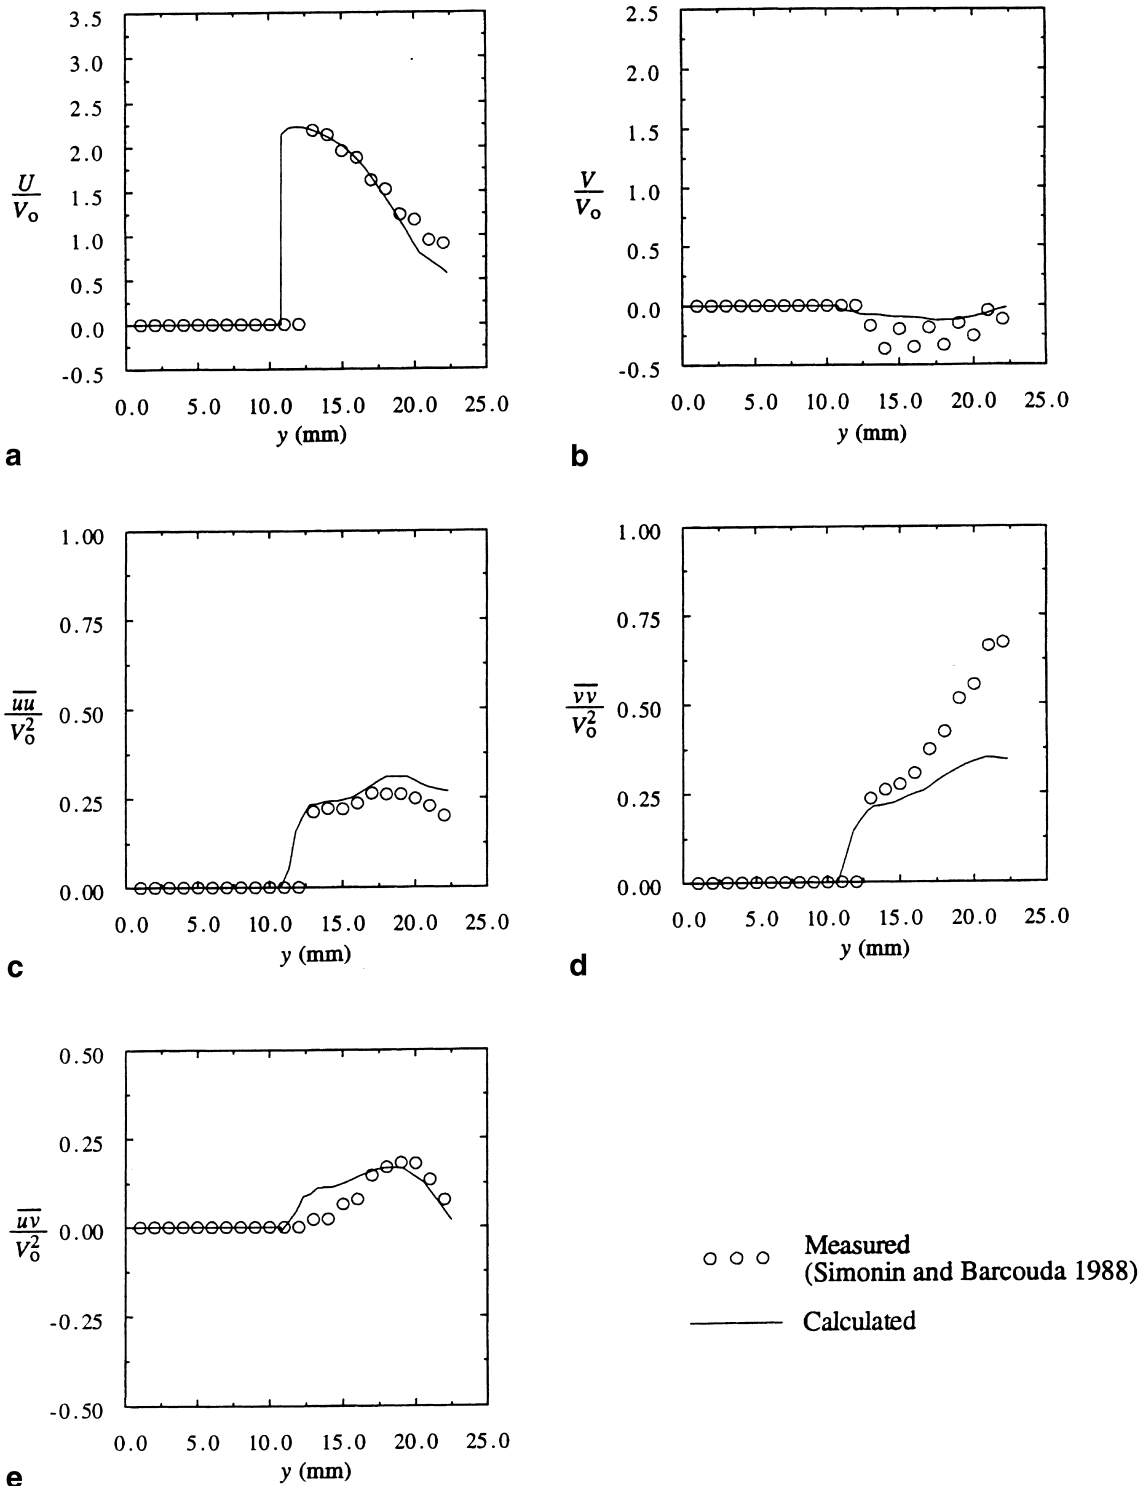 3.5
3.0
2.5
2.0
1.5
1.0
0.5
0.0
-0.5
U
V₀
0.0 5.0 10.0 15.0 20.0 25.0
y (mm)
a
2.5
2.0
1.5
1.0
0.5
0.0
-0.5
V
V₀
0.0 5.0 10.0 15.0 20.0 25.0
y (mm)
b
1.00
0.75
0.50
0.25
0.00
uu
V₀²
0.0 5.0 10.0 15.0 20.0 25.0
y (mm)
c
1.00
0.75
0.50
0.25
0.00
vv
V₀²
0.0 5.0 10.0 15.0 20.0 25.0
y (mm)
d
0.50
0.25
0.00
-0.25
-0.50
uv
V₀²
0.0 5.0 10.0 15.0 20.0 25.0
y (mm)
e
Measured
(Simonin and Barcouda 1988)
Calculated